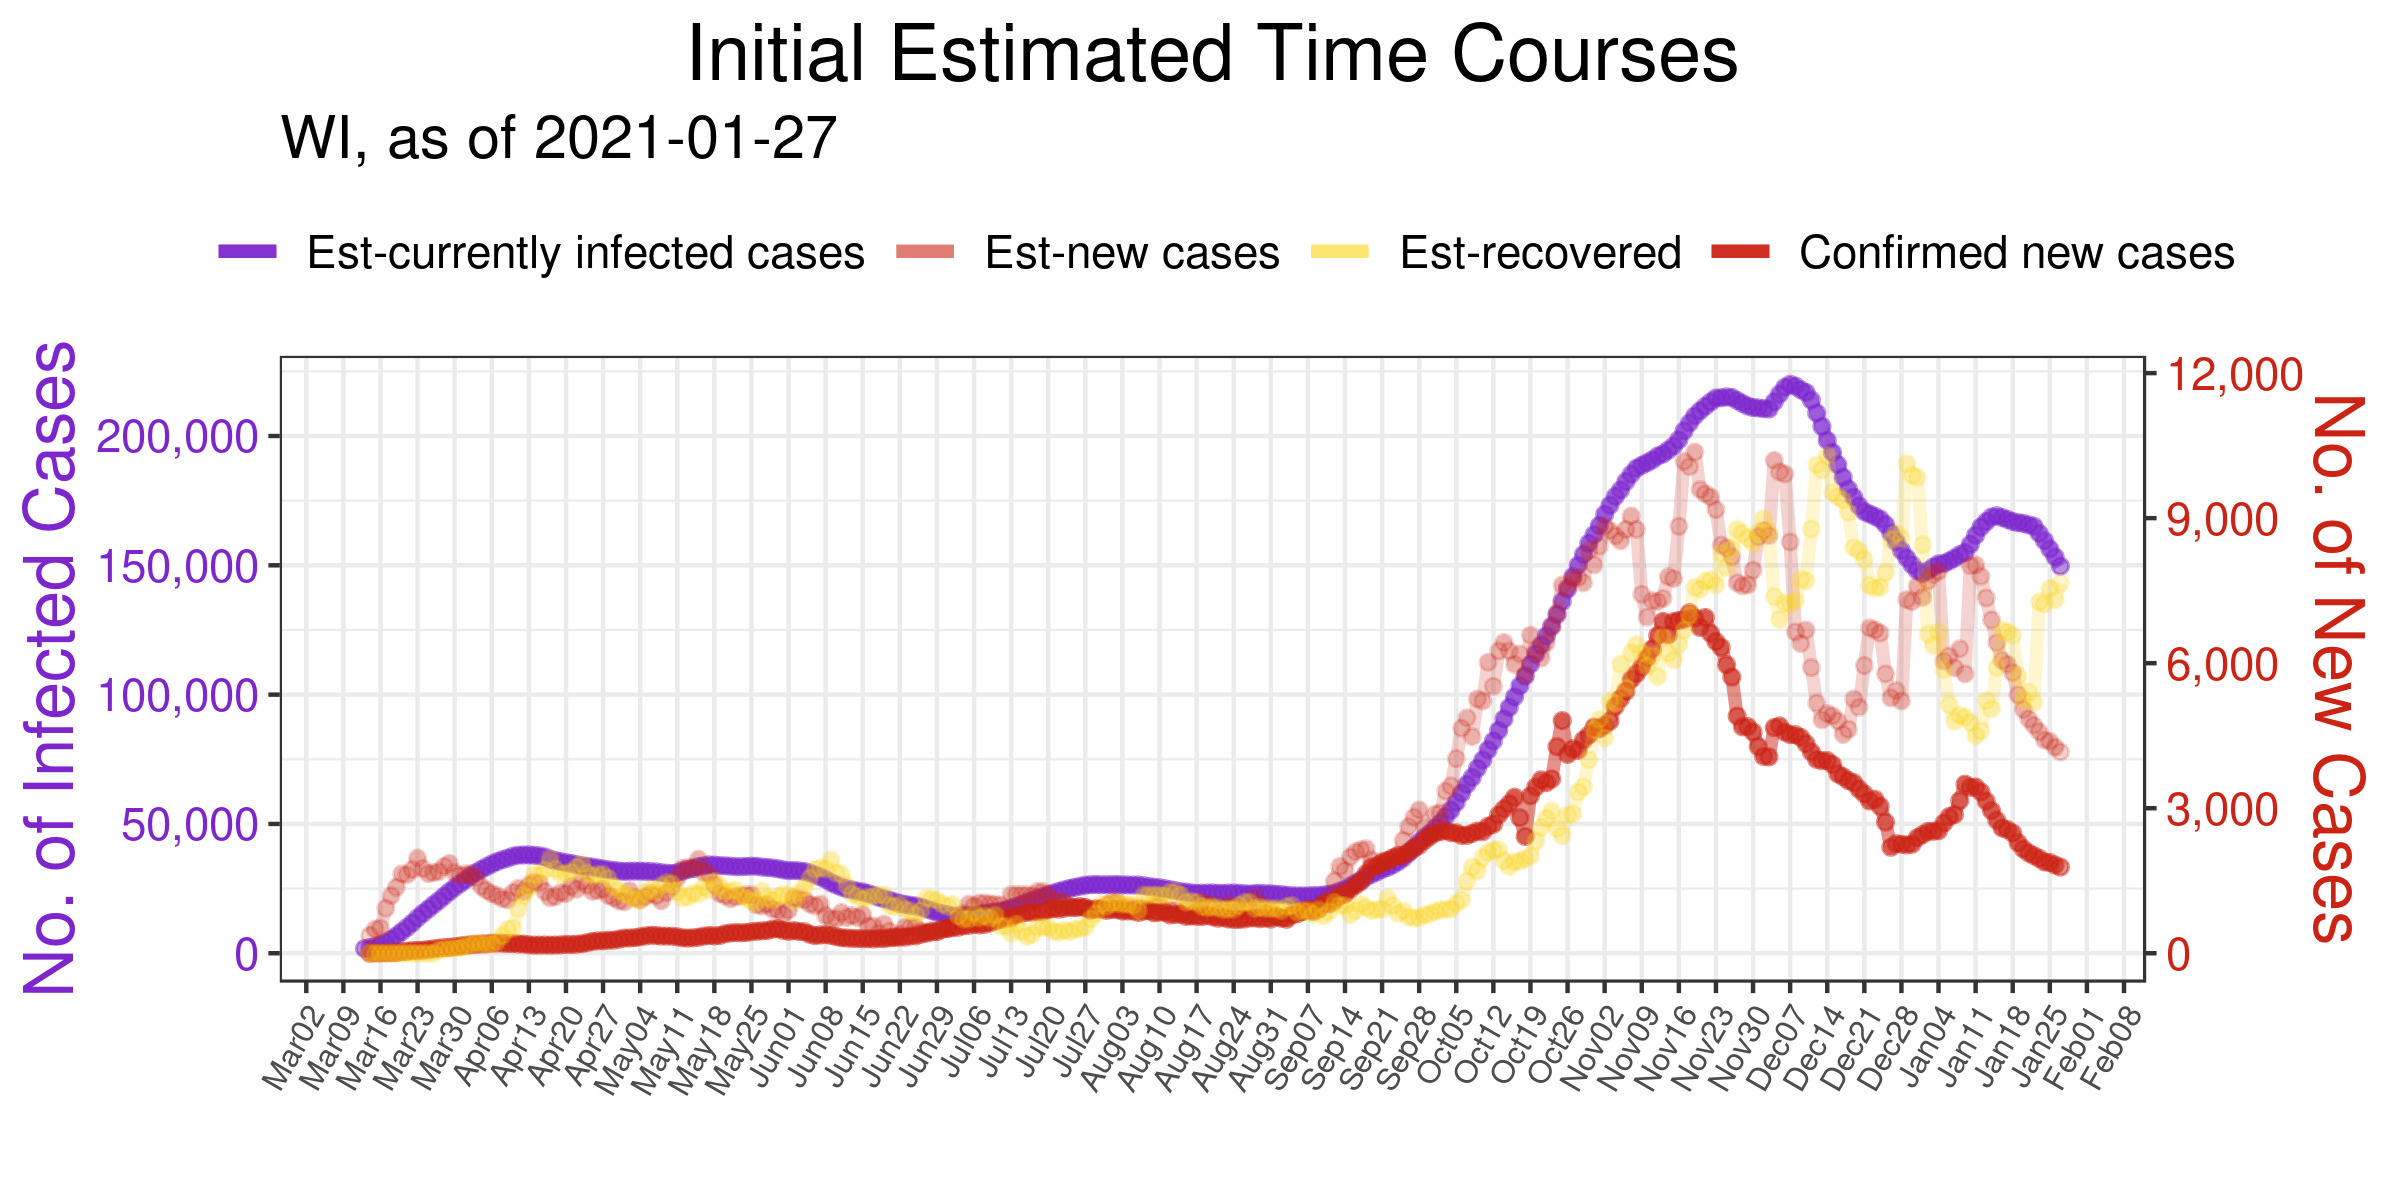 Initial Estimated Time Courses
WI, as of 2021-01-27
Est-currently infected cases
Est-new cases
Est-recovered
Confirmed new cases
No. of Infected Cases
200,000
150,000
100,000
50,000
0
12,000
9,000
6,000
3,000
0
No. of New Cases
Mar02
Mar09
Mar16
Mar23
Mar30
Apr06
Apr13
Apr20
Apr27
May04
May11
May18
May25
Jun01
Jun08
Jun15
Jun22
Jun29
Jul06
Jul13
Jul20
Jul27
Aug03
Aug10
Aug17
Aug24
Aug31
Sep07
Sep14
Sep21
Sep28
Oct05
Oct12
Oct19
Oct26
Nov02
Nov09
Nov16
Nov23
Nov30
Dec07
Dec14
Dec21
Dec28
Jan04
Jan11
Jan18
Jan25
Feb01
Feb08